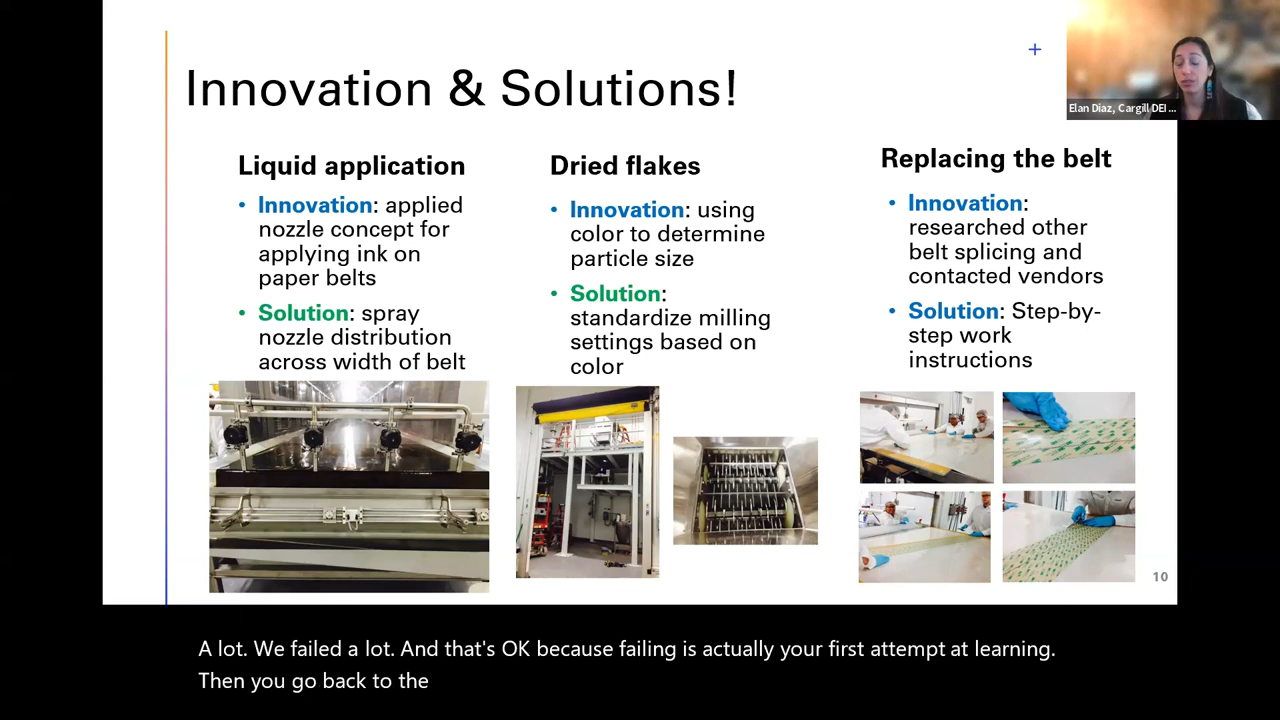 Innovation & Solutions!
Elan Diaz, Cargill DEI ...
Liquid application
• Innovation: applied
nozzle concept for
applying ink on
paper belts
• Solution: spray
nozzle distribution
across width of belt
Dried flakes
• Innovation: using
color to determine
particle size
• Solution:
standardize milling
settings based on
color
Replacing the belt
• Innovation:
researched other
belt splicing and
contacted vendors
• Solution: Step-by-
step work
instructions
10
A lot. We failed a lot. And that's OK because failing is actually your first attempt at learning.
Then you go back to the